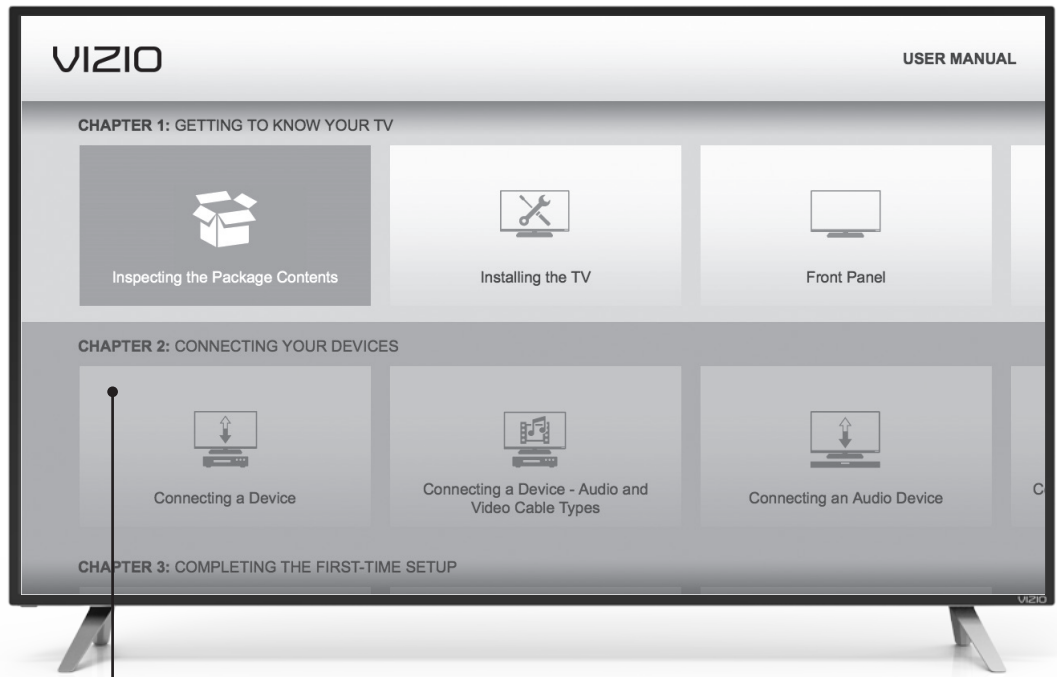 VIZIO
USER MANUAL
CHAPTER 1: GETTING TO KNOW YOUR TV
Inspecting the Package Contents
Installing the TV
Front Panel
CHAPTER 2: CONNECTING YOUR DEVICES
Connecting a Device
Connecting a Device - Audio and
Video Cable Types
Connecting an Audio Device
CHAPTER 3: COMPLETING THE FIRST-TIME SETUP
VIZIO